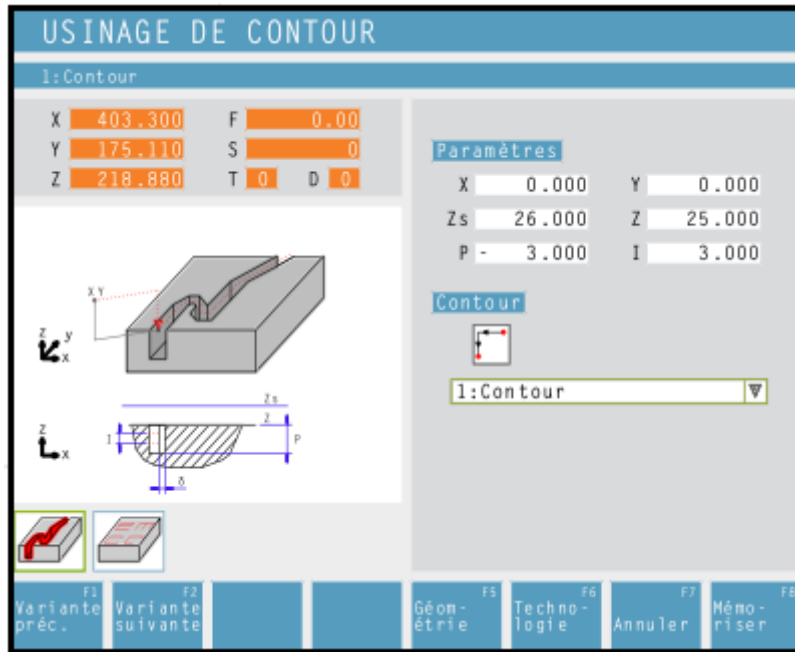 USINAGE DE CONTOUR
1:Contour
X 403.300 F 0.00
Y 175.110 S 0
Z 218.880 T 0 D 0
Paramètres
X 0.000 Y 0.000
Zs 26.000 Z 25.000
P - 3.000 I 3.000
Contour
1:Contour
X Y
z y
x
Zs
Z
z
I P
x
δ
F1 F2 F5 F6 F7 F8
Variante Variante Géom- Techno- Annuler Mémo-
préc. suivante étrie logie riser